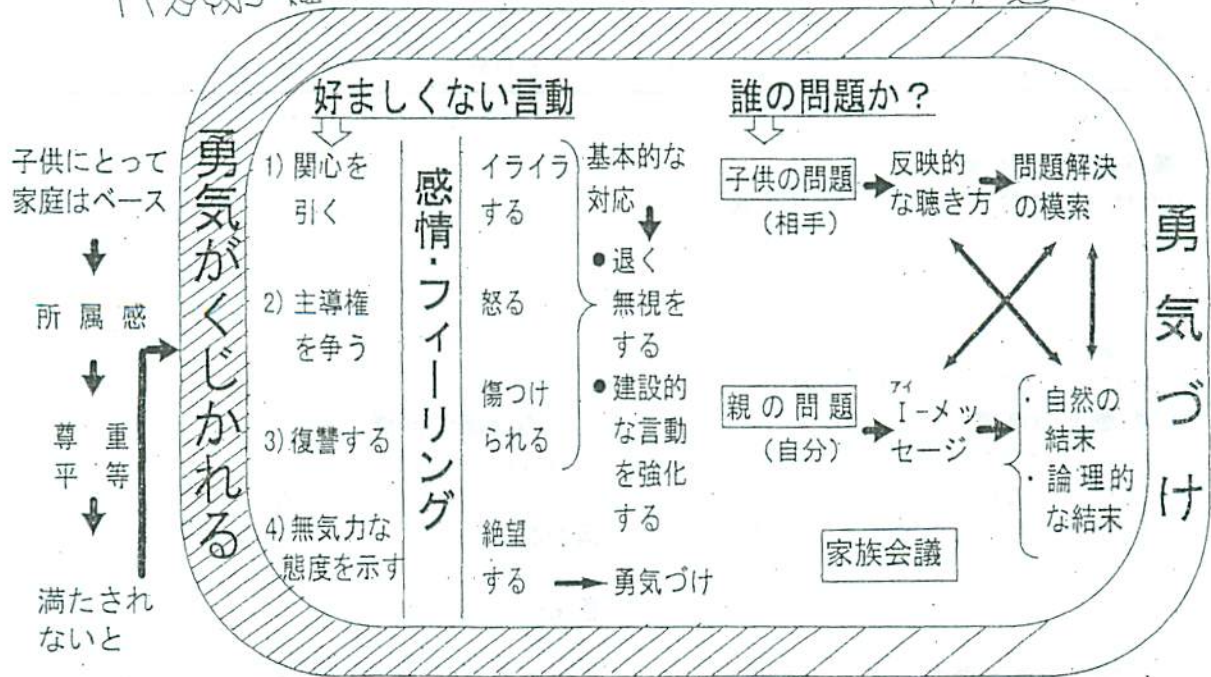 子供にとって
家庭はベース
所属感
尊重
平等
満たされ
ないと
勇気がくじかれる
好ましくない言動
1) 関心を
引く
2) 主導権
を争う
3) 復讐する
4) 無気力な
態度を示す
感情・フィーリング
イライラ
する
怒る
傷つけ
られる
絶望
する
勇気づけ
基本的な
対応
●退く
無視を
する
●建設的
な言動
を強化
する
誰の問題か?
子供の問題
(相手)
反映的
な聴き方
問題解決
の模索
親の問題
(自分)
アイ
I-メッ
セージ
・自然の
結末
・論理的
な結末
家族会議
勇気づけ